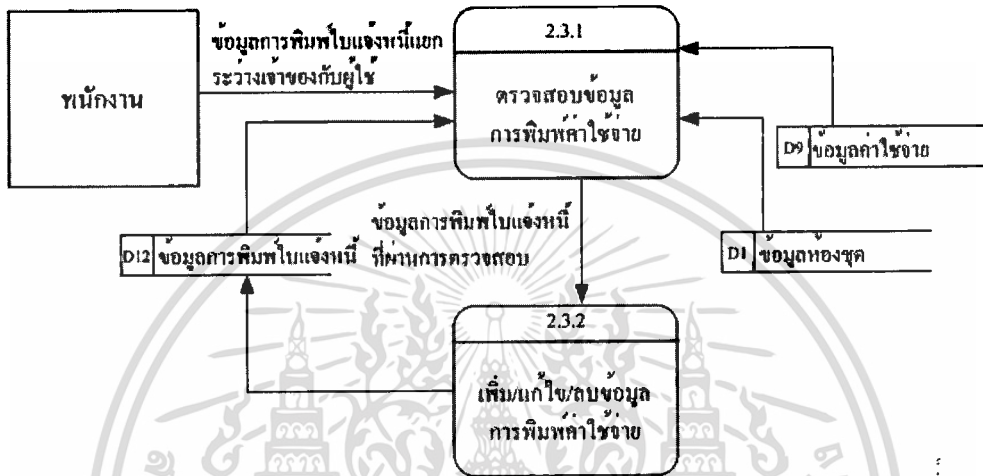 ข้อมูลการพิมพ์ใบแจ้งหนี้แยก
ระว่างเจ้าของกับผู้ใช้
พนักงาน
2.3.1
ตรวจสอบข้อมูล
การพิมพ์ค่าใช้จ่าย
D9 ข้อมูลค่าใช้จ่าย
D12 ข้อมูลการพิมพ์ใบแจ้งหนี้
ข้อมูลการพิมพ์ใบแจ้งหนี้
ที่ผ่านการตรวจสอบ
D1 ข้อมูลห้องชุด
2.3.2
เพิ่ม/แก้ไข/ลบข้อมูล
การพิมพ์ค่าใช้จ่าย